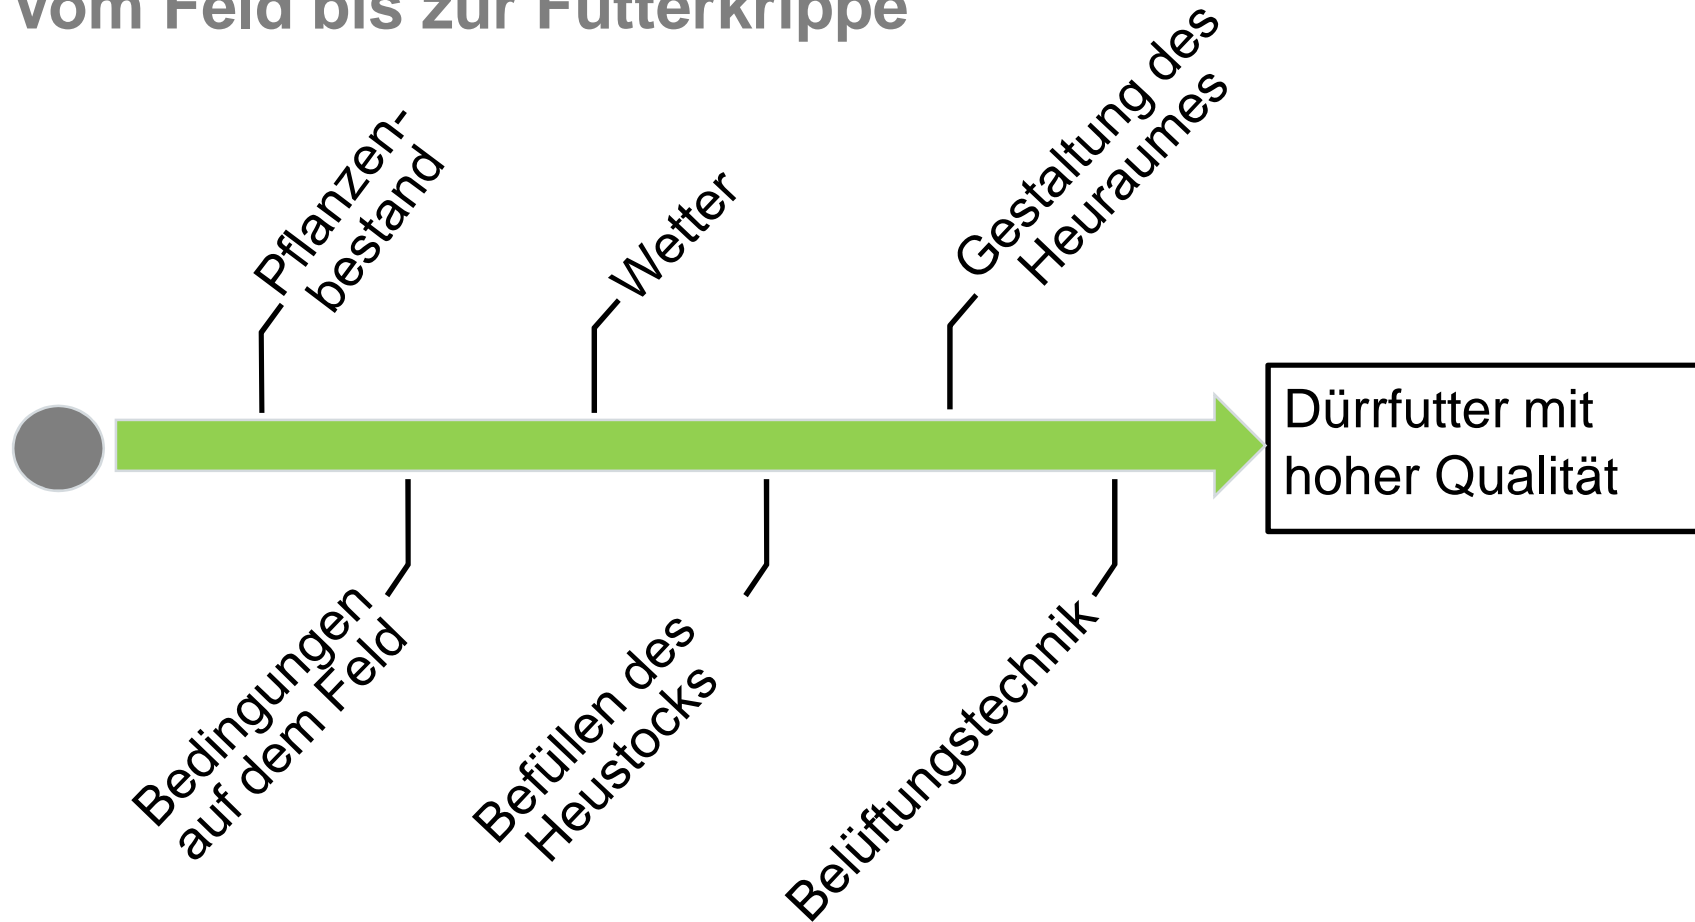 Vom Feld bis zur Futterkrippe
Pflanzen-
bestand
Wetter
Gestaltung des
Heuraumes
Dürrfutter mit
hoher Qualität
Bedingungen
auf dem Feld
Befüllen des
Heustocks
Belüftungstechnik